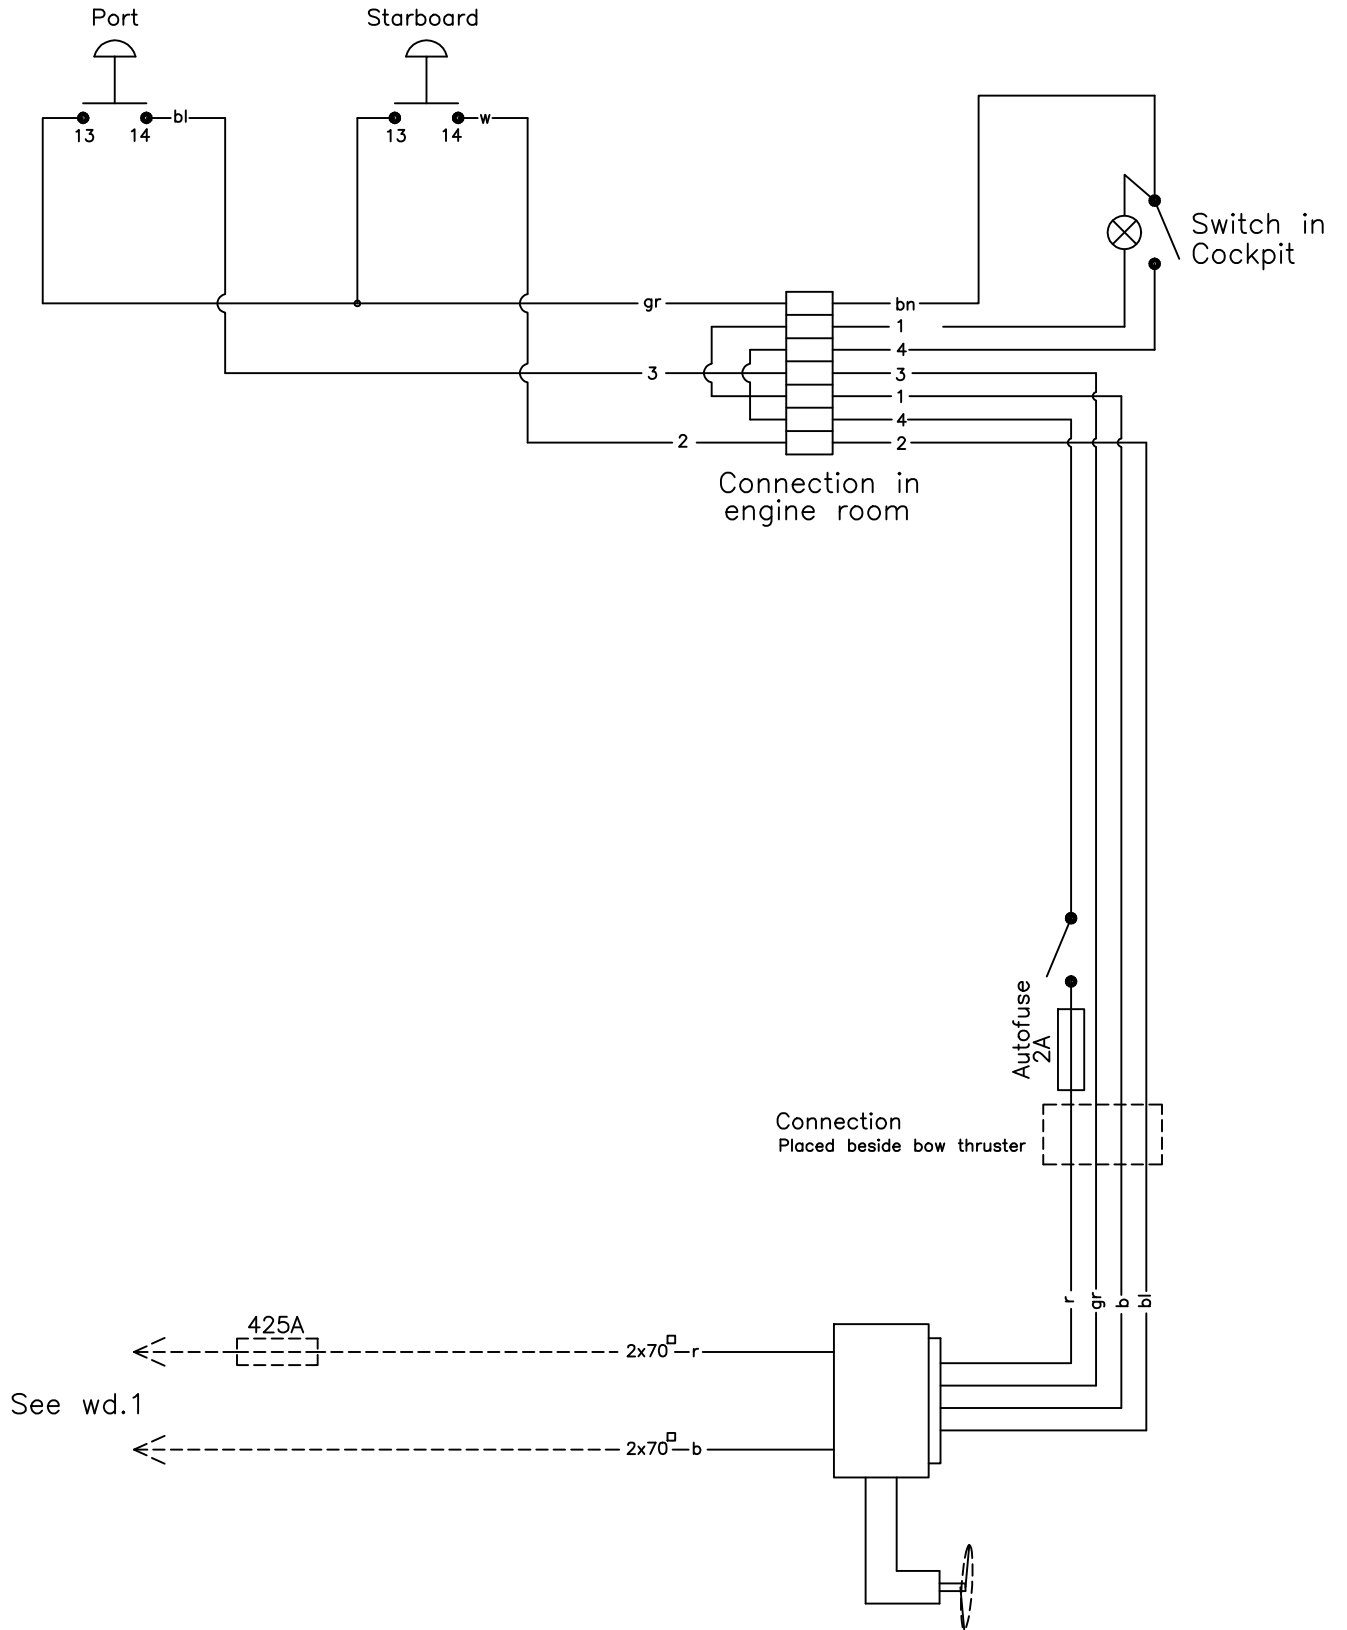 Port
Starboard
bl
w
13 14
13 14
Switch in
Cockpit
gr
bn
1
4
3
3
1
4
2
2
Connection in
engine room
Autofuse
2A
Connection
Placed beside bow thruster
r
gr
b
bl
425A
2x70□
r
See wd.1
2x70□
b